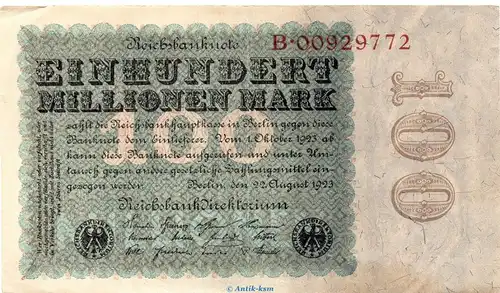 Reichsbanknote
B·00929772
EINHUNDERT
MILLIONEN MARK
zahlt die Reichsbankhauptkasse in Berlin gegen diese
Banknote dem Einlieferer. Vom 1. Oktober 1923 ab
kann diese Banknote aufgerufen und unter Um-
tausch gegen andere gesetzliche Zahlungsmittel ein-
gezogen werden
Berlin, den 22. August 1923
Reichsbankdirektorium
100
© Antik-ksm